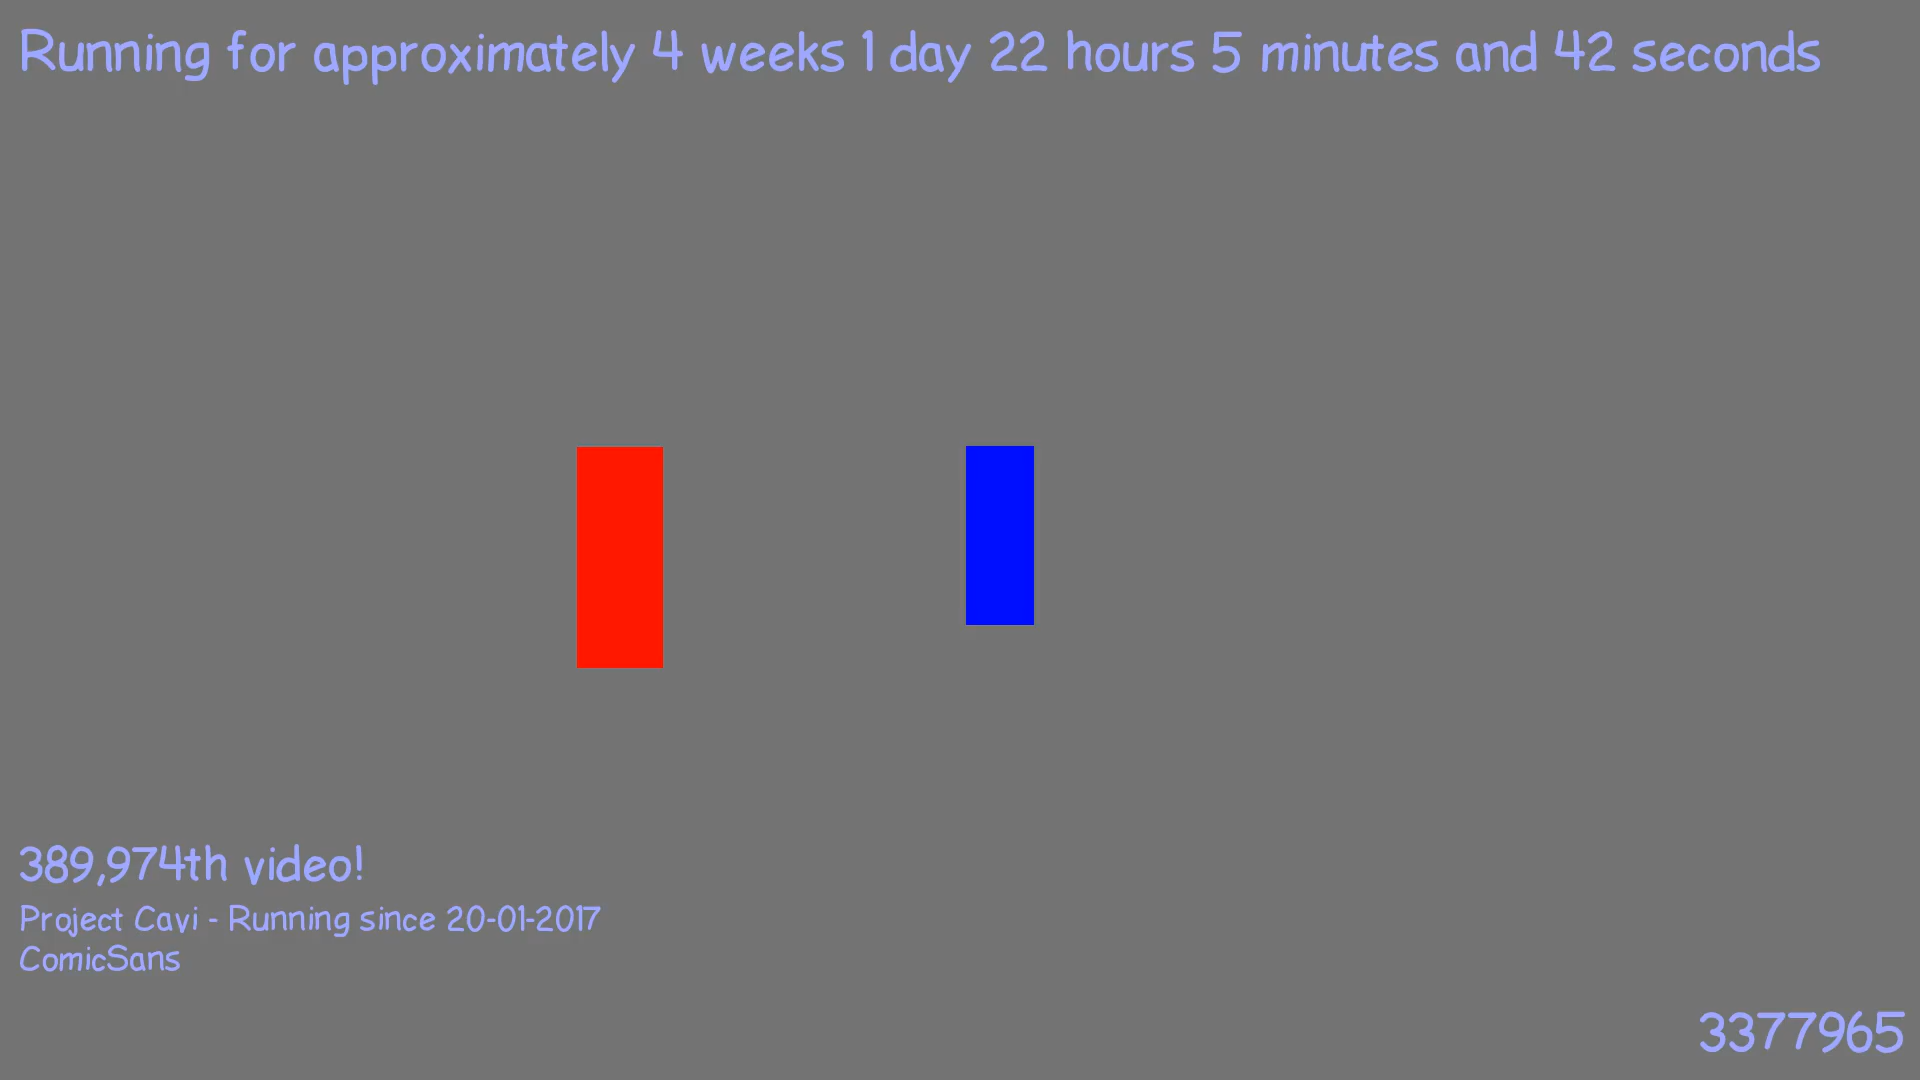 Running for approximately 4 weeks 1 day 22 hours 5 minutes and 42 seconds
389,974th video!
Project Cavi - Running since 20-01-2017
ComicSans
3377965